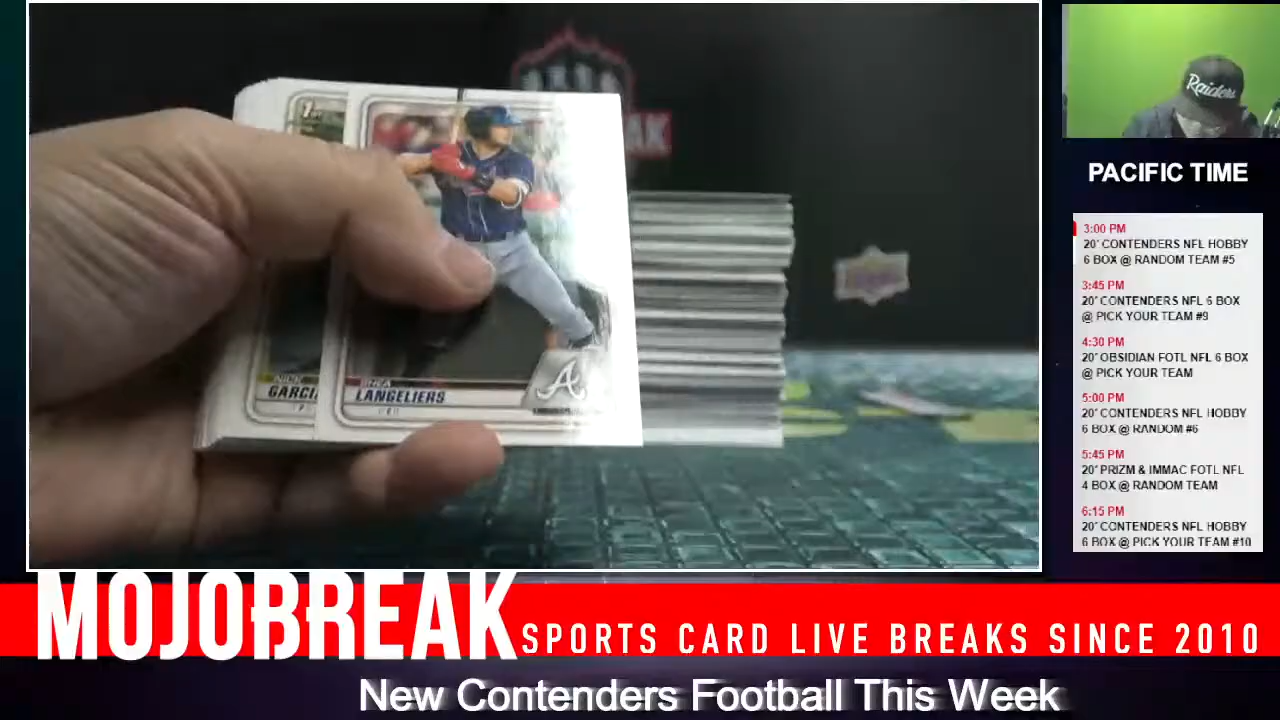 Raiders
PACIFIC TIME
3:00 PM
20' CONTENDERS NFL HOBBY
6 BOX @ RANDOM TEAM #5
3:45 PM
20' CONTENDERS NFL 6 BOX
@ PICK YOUR TEAM #9
4:30 PM
20' OBSIDIAN FOTL NFL 6 BOX
@ PICK YOUR TEAM
5:00 PM
20' CONTENDERS NFL HOBBY
6 BOX @ RANDOM #6
5:45 PM
20' PRIZM & IMMAC FOTL NFL
4 BOX @ RANDOM TEAM
6:15 PM
20' CONTENDERS NFL HOBBY
6 BOX @ PICK YOUR TEAM #10
1st
GARCI
SHEA
LANGELIERS
A
MOJOBREAK
SPORTS CARD LIVE BREAKS SINCE 2010
New Contenders Football This Week